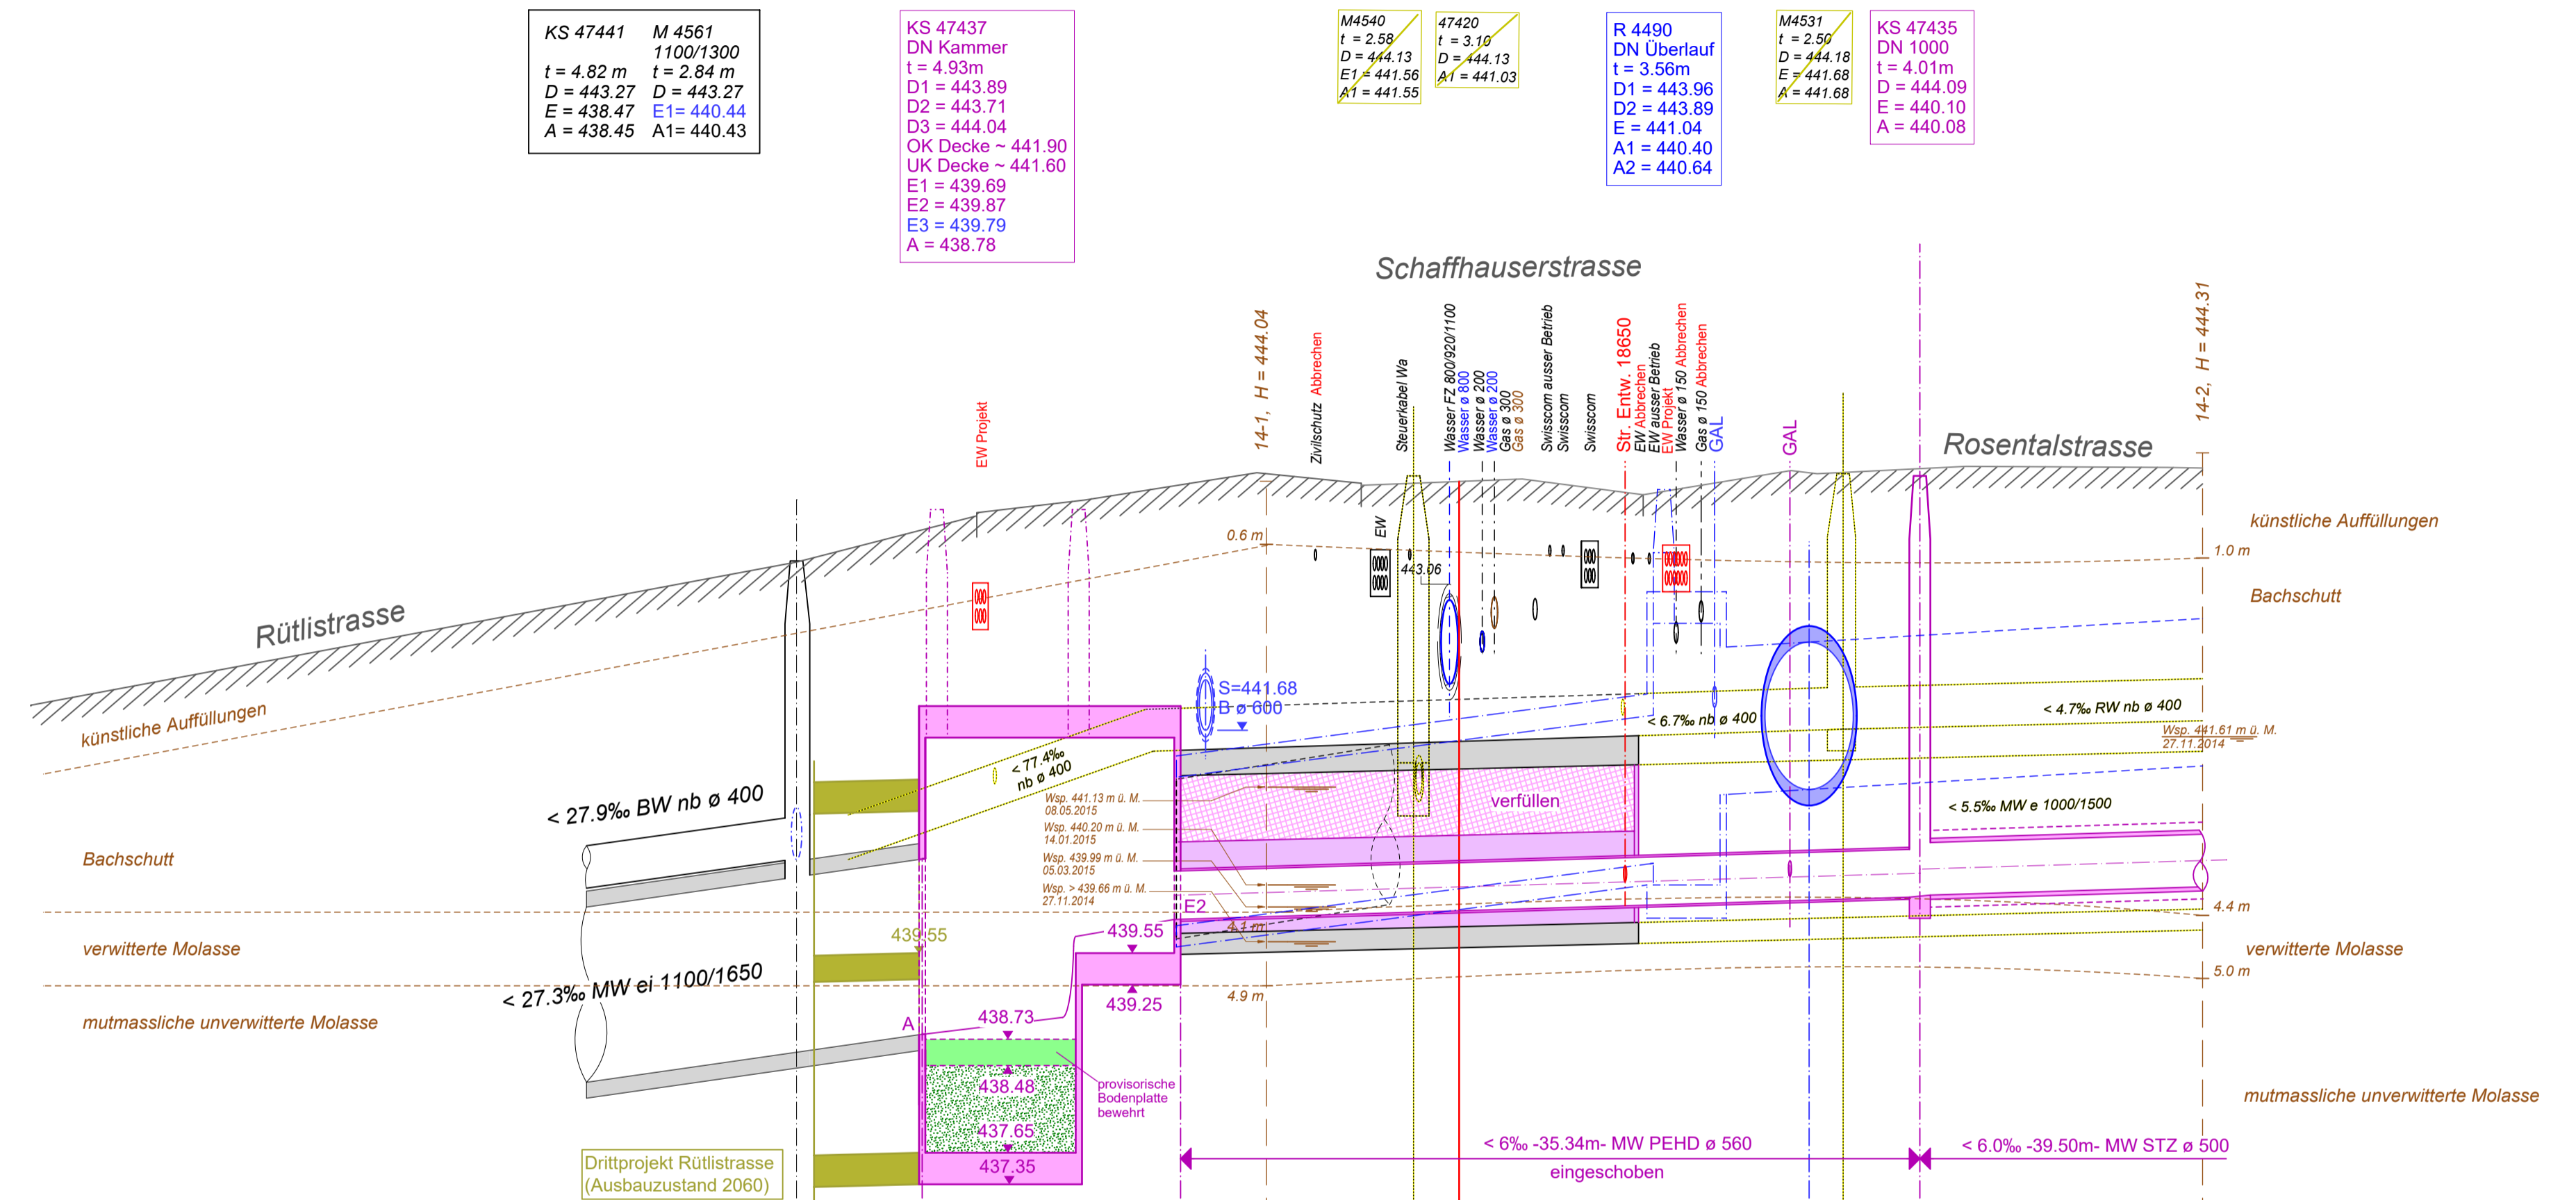 KS 47441 M 4561
1100/1300
t = 4.82 m t = 2.84 m
D = 443.27 D = 443.27
E = 438.47 E1= 440.44
A = 438.45 A1= 440.43
KS 47437
DN Kammer
t = 4.93m
D1 = 443.89
D2 = 443.71
D3 = 444.04
OK Decke ~ 441.90
UK Decke ~ 441.60
E1 = 439.69
E2 = 439.87
E3 = 439.79
A = 438.78
M4540
t = 2.58
D = 444.13
E1 = 441.56
A1 = 441.55
47420
t = 3.10
D = 444.13
A1 = 441.03
R 4490
DN Überlauf
t = 3.56m
D1 = 443.96
D2 = 443.89
E = 441.04
A1 = 440.40
A2 = 440.64
M4531
t = 2.50
D = 444.18
E = 441.68
A = 441.68
KS 47435
DN 1000
t = 4.01m
D = 444.09
E = 440.10
A = 440.08
Schaffhauserstrasse
Rütlistrasse
Rosentalstrasse
EW Projekt
14-1, H = 444.04
Zivilschutz Abbrechen
Steuerkabel Wa
Wasser FZ 800/920/1100
Wasser ø 800
Wasser ø 200
Wasser ø 200
Gas ø 300
Gas ø 300
Swisscom ausser Betrieb
Swisscom
Swisscom
Str. Entw. 18650
EW Abbrechen
EW ausser Betrieb
EW Projekt
Wasser ø 150 Abbrechen
Gas ø 150 Abbrechen
GAL
GAL
14-2, H = 444.31
künstliche Auffüllungen
0.6 m
EW
443.06
1.0 m
Bachschutt
künstliche Auffüllungen
S=441.68
B ø 600
< 6.7‰ nb ø 400
< 4.7‰ RW nb ø 400
Wsp. 441.61 m ü. M.
27.11.2014
< 77.4‰
nb ø 400
< 27.9‰ BW nb ø 400
Wsp. 441.13 m ü. M.
08.05.2015
Wsp. 440.20 m ü. M.
14.01.2015
Wsp. 439.99 m ü. M.
05.03.2015
Wsp. > 439.66 m ü. M.
27.11.2014
verfüllen
< 5.5‰ MW e 1000/1500
Bachschutt
E2
4.1 m
4.4 m
439.55
439.55
verwitterte Molasse
verwitterte Molasse
5.0 m
< 27.3‰ MW ei 1100/1650
439.25
4.9 m
mutmassliche unverwitterte Molasse
A
438.73
438.48
provisorische
Bodenplatte
bewehrt
mutmassliche unverwitterte Molasse
437.65
437.35
Drittprojekt Rütlistrasse
(Ausbauzustand 2060)
< 6‰ -35.34m- MW PEHD ø 560
eingeschoben
< 6.0‰ -39.50m- MW STZ ø 500